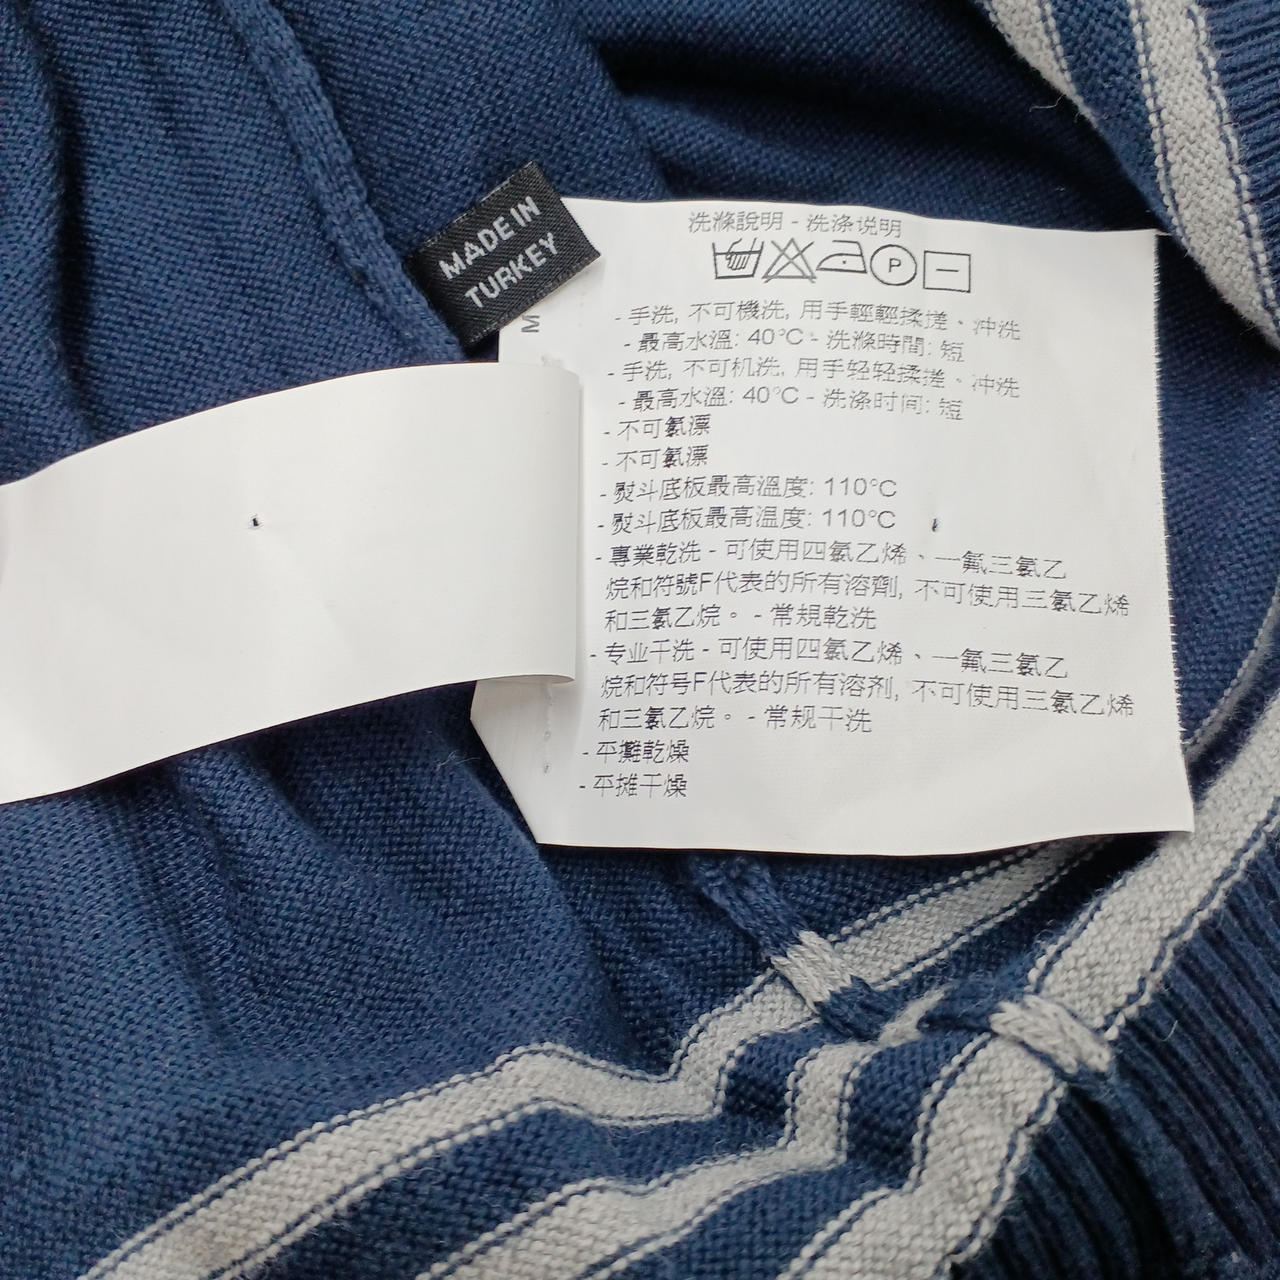 MADE IN
TURKEY
M
洗滌說明 - 洗涤说明
P
- 手洗, 不可機洗, 用手輕輕揉搓、冲洗
- 最高水溫: 40°C - 洗滌時間: 短
- 手洗, 不可机洗, 用手轻轻揉搓。冲洗
- 最高水溫: 40°C - 洗涤时间: 短
- 不可氯漂
- 不可氯漂
- 熨斗底板最高溫度: 110°C
- 熨斗底板最高温度: 110°C
- 專業乾洗 - 可使用四氯乙烯、一氟三氯乙
烷和符號F代表的所有溶劑, 不可使用三氯乙烯
和三氯乙烷。 - 常規乾洗
- 专业干洗 - 可使用四氯乙烯、一氟三氯乙
烷和符号F代表的所有溶剂, 不可使用三氯乙烯
和三氯乙烷。 - 常规干洗
- 平攤乾燥
- 平摊干燥